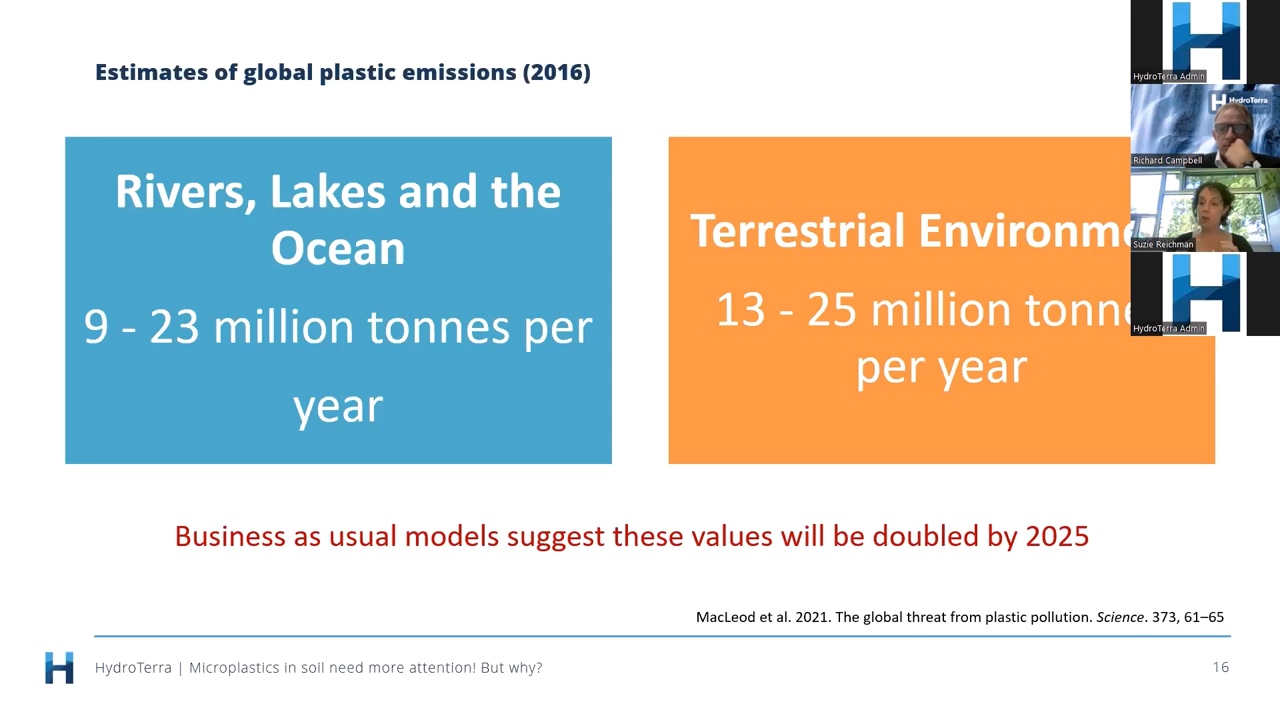 Estimates of global plastic emissions (2016)
Rivers, Lakes and the
Ocean
9 - 23 million tonnes per
year
Terrestrial Environme
13 - 25 million tonne
per year
Business as usual models suggest these values will be doubled by 2025
MacLeod et al. 2021. The global threat from plastic pollution. Science. 373, 61–65
HydroTerra | Microplastics in soil need more attention! But why?
16
HydroTerra Admin
HydroTerra
Richard Campbell
Suzie Reichman
HydroTerra Admin